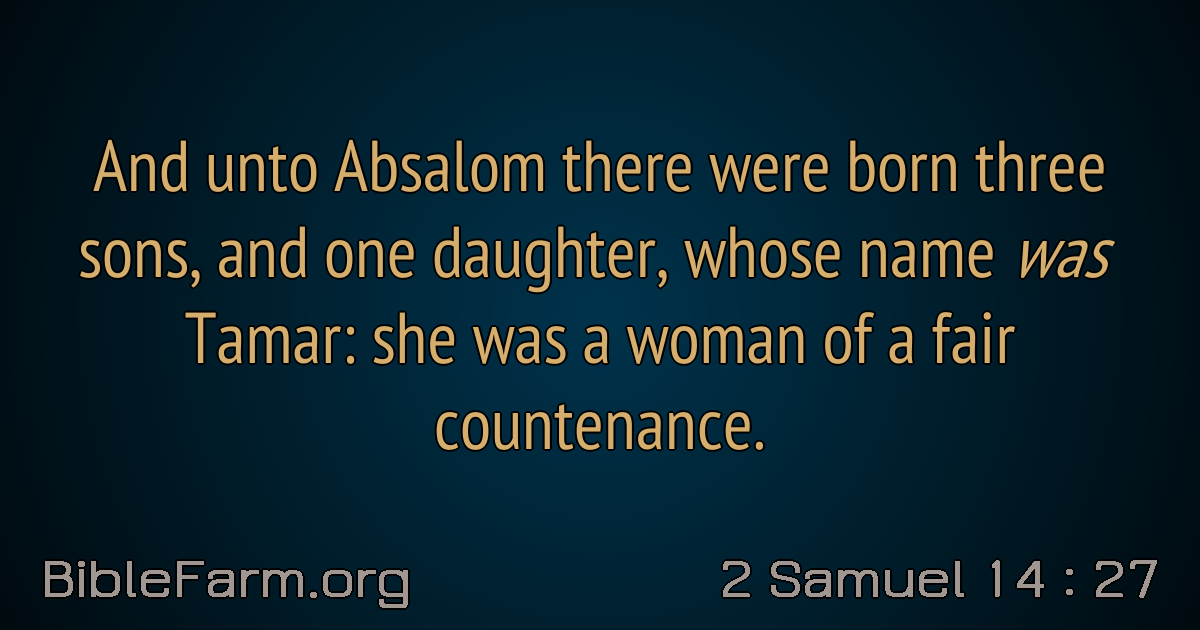 And unto Absalom there were born three
sons, and one daughter, whose name was
Tamar: she was a woman of a fair
countenance.
BibleFarm.org
2 Samuel 14 : 27